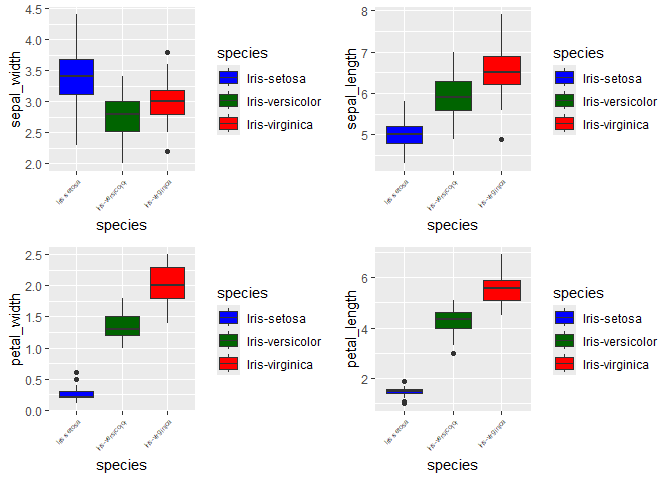 sepal_width
4.5
4.0
3.5
3.0
2.5
2.0
species
species
Iris-setosa
Iris-versicolor
Iris-virginica
sepal_length
8
7
6
5
species
species
Iris-setosa
Iris-versicolor
Iris-virginica
petal_width
2.5
2.0
1.5
1.0
0.5
0.0
species
species
Iris-setosa
Iris-versicolor
Iris-virginica
petal_length
6
4
2
species
species
Iris-setosa
Iris-versicolor
Iris-virginica